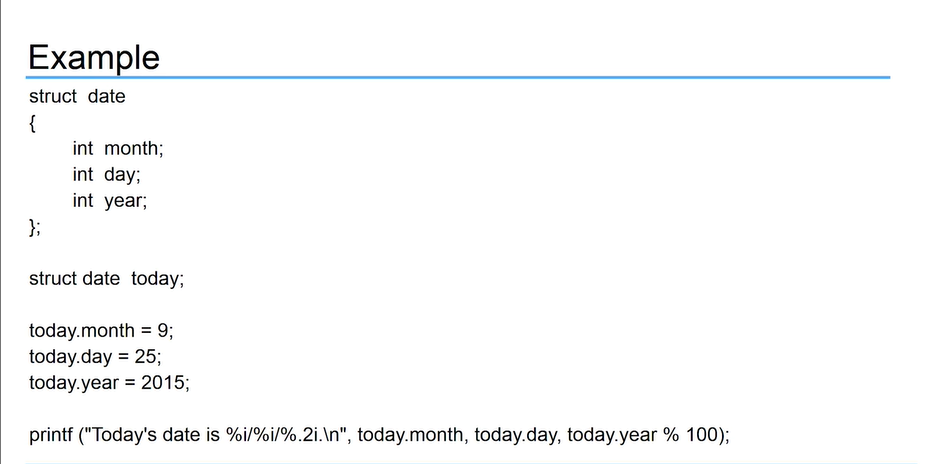 Example
struct  date
{
int  month;
int  day;
int  year;
};
struct date  today;
today.month = 9;
today.day = 25;
today.year = 2015;
printf ("Today's date is %i/%i/%.2i.\n", today.month, today.day, today.year % 100);